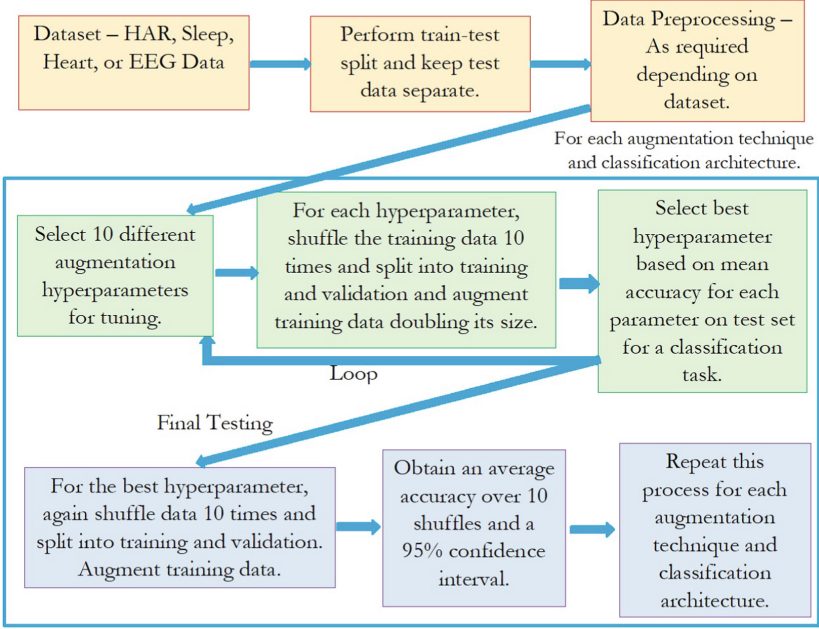 Dataset – HAR, Sleep,
Heart, or EEG Data
Perform train-test
split and keep test
data separate.
Data Preprocessing –
As required
depending on
dataset.
For each augmentation technique
and classification architecture.
Select 10 different
augmentation
hyperparameters
for tuning.
For each hyperparameter,
shuffle the training data 10
times and split into training
and validation and augment
training data doubling its size.
Select best
hyperparameter
based on mean
accuracy for each
parameter on test set
for a classification
task.
Loop
Final Testing
For the best hyperparameter,
again shuffle data 10 times and
split into training and validation.
Augment training data.
Obtain an average
accuracy over 10
shuffles and a
95% confidence
interval.
Repeat this
process for each
augmentation
technique and
classification
architecture.